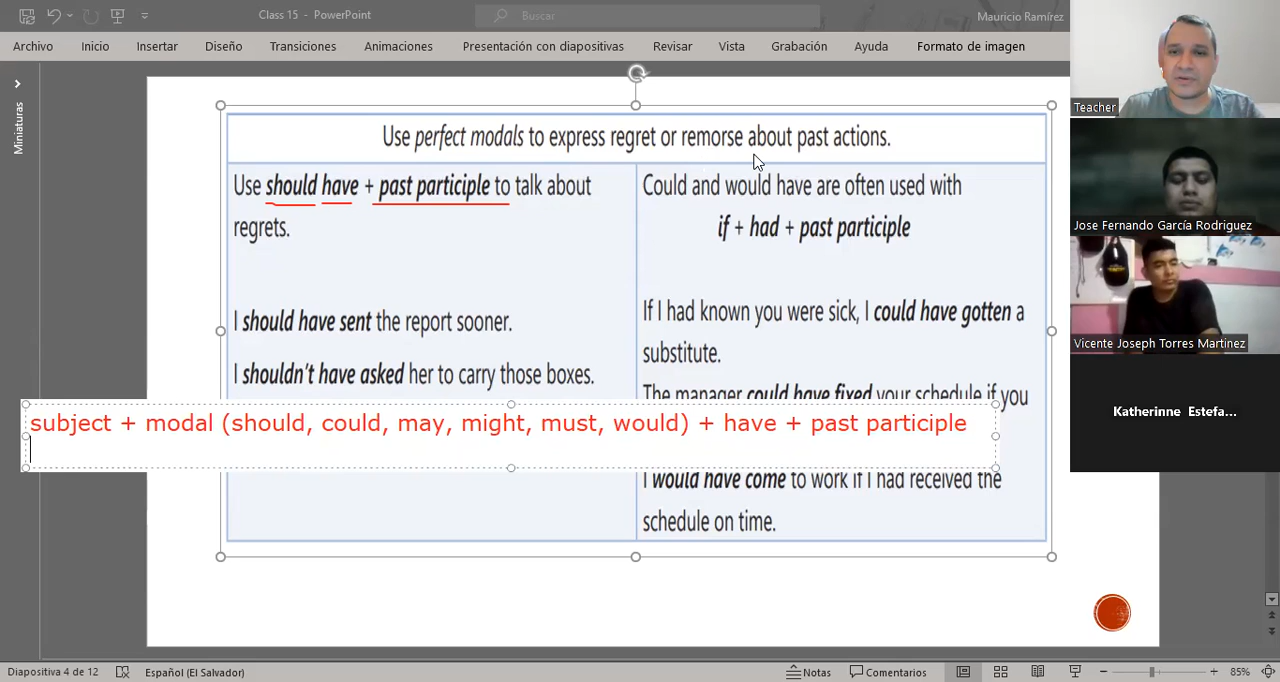 Class 15 - PowerPoint
Buscar
Mauricio Ramírez
Archivo Inicio Insertar Diseño Transiciones Animaciones Presentación con diapositivas Revisar Vista Grabación Ayuda Formato de imagen
Miniaturas
Use perfect modals to express regret or remorse about past actions.
Use should have + past participle to talk about
regrets.
I should have sent the report sooner.
I shouldn't have asked her to carry those boxes.
Could and would have are often used with
if + had + past participle
If I had known you were sick, I could have gotten a
substitute.
The manager could have fixed your schedule if you
subject + modal (should, could, may, might, must, would) + have + past participle
I would have come to work if I had received the
schedule on time.
Teacher
Jose Fernando García Rodriguez
Vicente Joseph Torres Martinez
Katherinne Estefa...
Diapositiva 4 de 12
Español (El Salvador)
Notas
Comentarios
85%